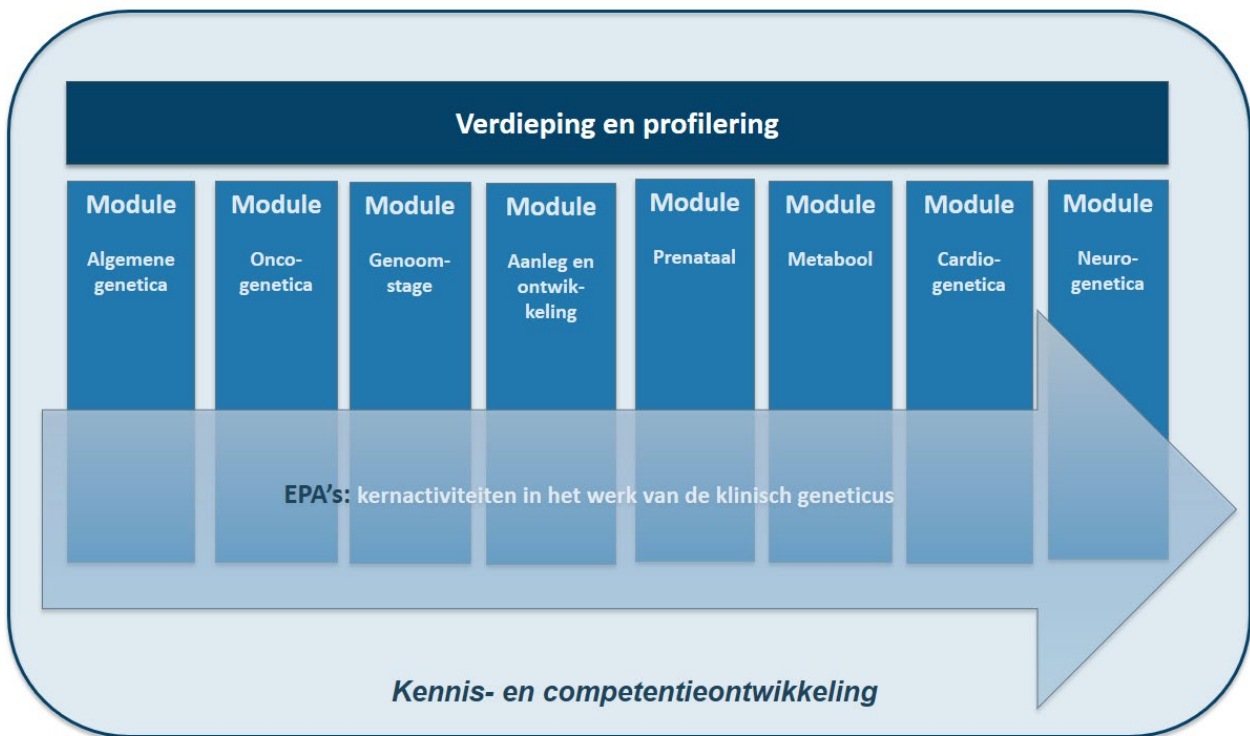 Verdieping en profilering
Module
Algemene
genetica
Module
Onco-
genetica
Module
Genoom-
stage
Module
Aanleg en
ontwik-
keling
Module
Prenataal
Module
Metabool
Module
Cardio-
genetica
Module
Neuro-
genetica
EPA’s: kernactiviteiten in het werk van de klinisch geneticus
Kennis- en competentieontwikkeling